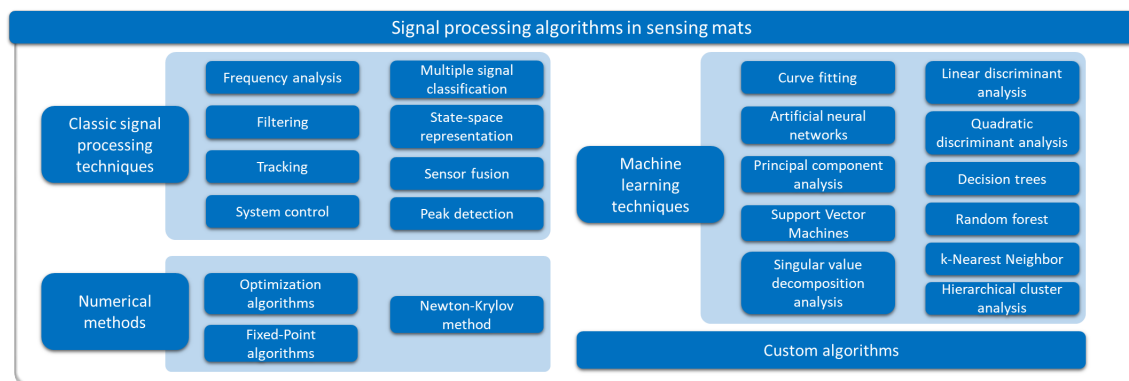 Signal processing algorithms in sensing mats
Classic signal
processing
techniques
Frequency analysis
Filtering
Tracking
System control
Multiple signal
classification
State-space
representation
Sensor fusion
Peak detection
Numerical
methods
Optimization
algorithms
Fixed-Point
algorithms
Newton-Krylov
method
Machine
learning
techniques
Curve fitting
Artificial neural
networks
Principal component
analysis
Support Vector
Machines
Singular value
decomposition
analysis
Linear discriminant
analysis
Quadratic
discriminant analysis
Decision trees
Random forest
k-Nearest Neighbor
Hierarchical cluster
analysis
Custom algorithms